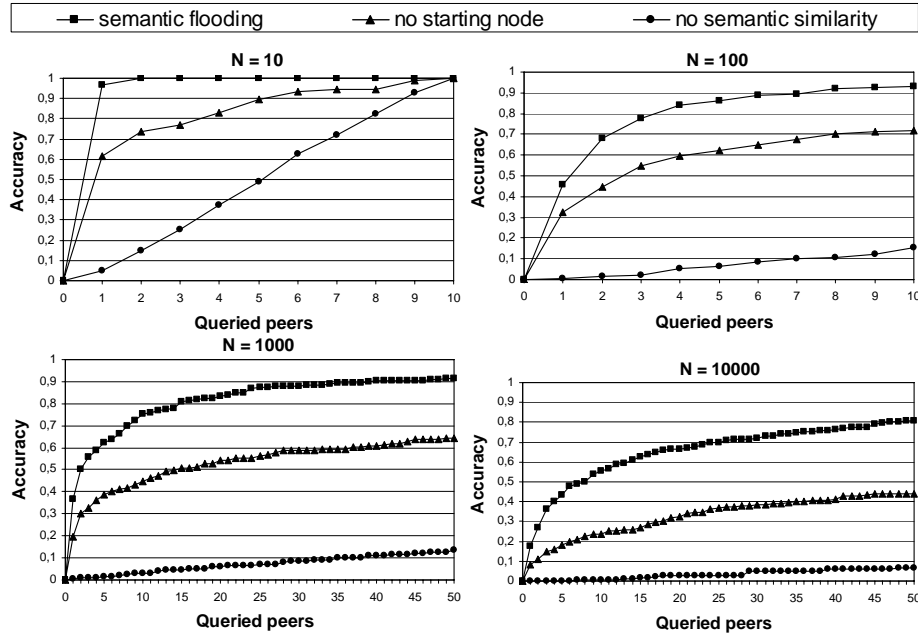 semantic flooding no starting node no semantic similarity
N = 10
1
0,9
0,8
0,7
0,6
0,5
0,4
0,3
0,2
0,1
0
Accuracy
0 1 2 3 4 5 6 7 8 9 10
Queried peers
N = 100
1
0,9
0,8
0,7
0,6
0,5
0,4
0,3
0,2
0,1
0
Accuracy
0 1 2 3 4 5 6 7 8 9 10
Queried peers
N = 1000
1
0,9
0,8
0,7
0,6
0,5
0,4
0,3
0,2
0,1
0
Accuracy
0 5 10 15 20 25 30 35 40 45 50
Queried peers
N = 10000
1
0,9
0,8
0,7
0,6
0,5
0,4
0,3
0,2
0,1
0
Accuracy
0 5 10 15 20 25 30 35 40 45 50
Queried peers